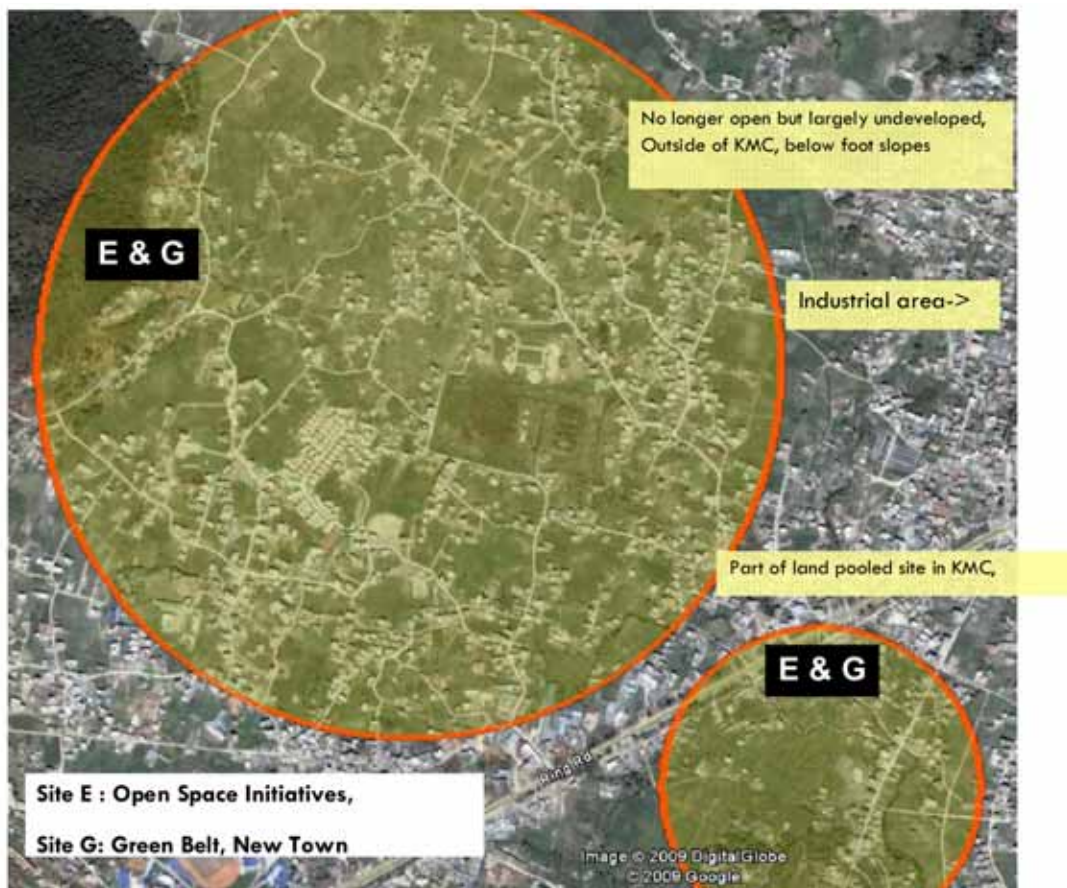 No longer open but largely undeveloped,
Outside of KMC, below foot slopes
E & G
Industrial area->
Part of land pooled site in KMC,
E & G
Ring Rd
Site E : Open Space Initiatives,
Site G: Green Belt, New Town
Image © 2009 DigitalGlobe
© 2009 Google